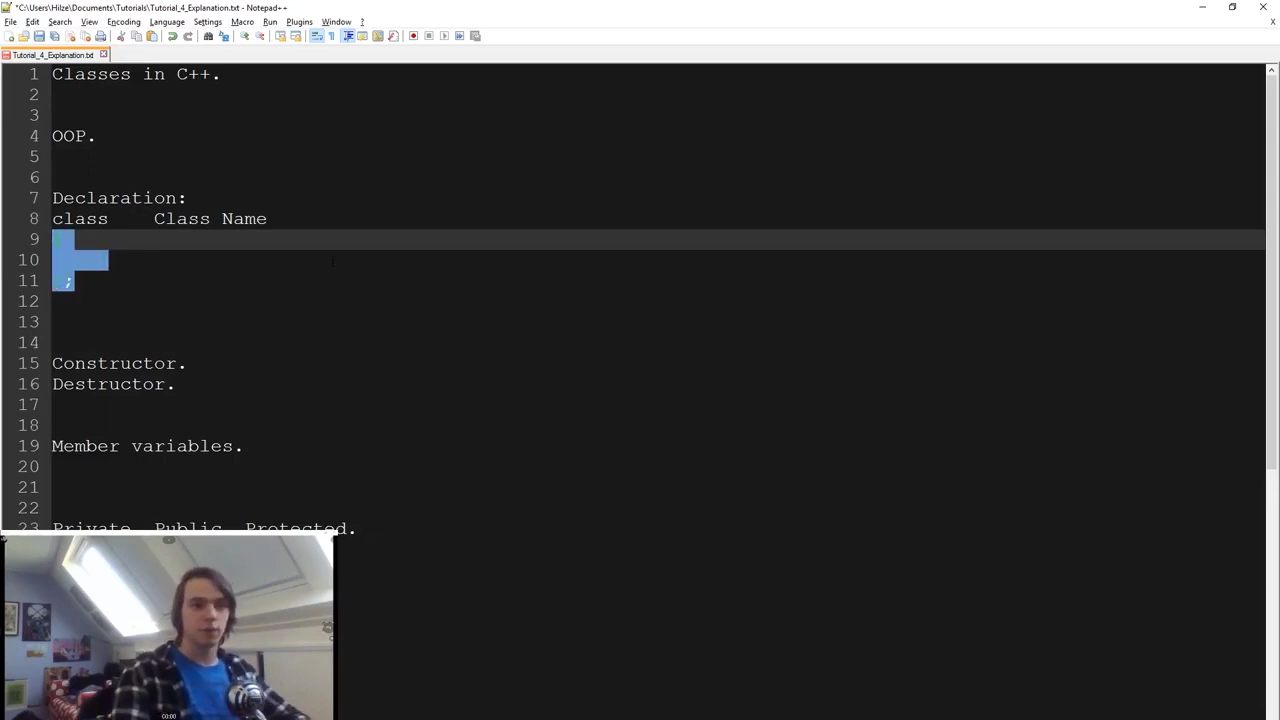 *C:\Users\Hilze\Documents\Tutorials\Tutorial_4_Explanation.txt - Notepad++
File Edit Search View Encoding Language Settings Macro Run Plugins Window ?
X
Tutorial_4_Explanation.txt
1 Classes in C++.
2
3
4 OOP.
5
6
7 Declaration:
8 class Class Name
9
10
11 ;
12
13
14
15 Constructor.
16 Destructor.
17
18
19 Member variables.
20
21
22
23 Private Public Protected.
00:00